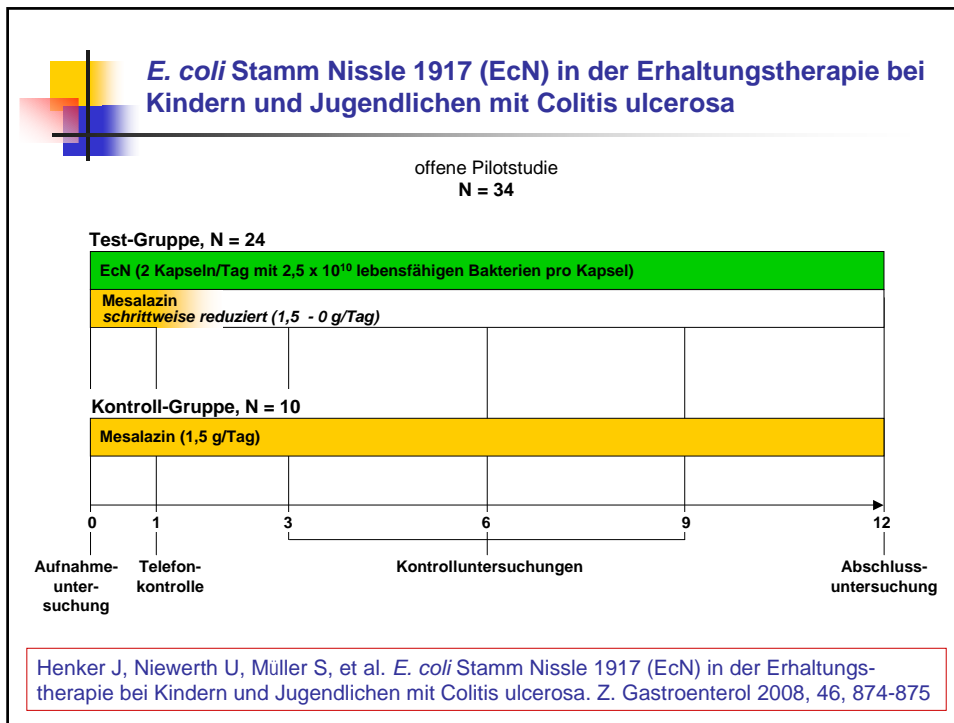 E. coli Stamm Nissle 1917 (EcN) in der Erhaltungstherapie bei
Kindern und Jugendlichen mit Colitis ulcerosa
offene Pilotstudie
N = 34
Test-Gruppe, N = 24
EcN (2 Kapseln/Tag mit 2,5 x 10¹⁰ lebensfähigen Bakterien pro Kapsel)
Mesalazin
schrittweise reduziert (1,5 - 0 g/Tag)
Kontroll-Gruppe, N = 10
Mesalazin (1,5 g/Tag)
0 1 3 6 9 12
Aufnahme-
unter-
suchung
Telefon-
kontrolle
Kontrolluntersuchungen
Abschluss-
untersuchung
Henker J, Niewerth U, Müller S, et al. E. coli Stamm Nissle 1917 (EcN) in der Erhaltungs-
therapie bei Kindern und Jugendlichen mit Colitis ulcerosa. Z. Gastroenterol 2008, 46, 874-875